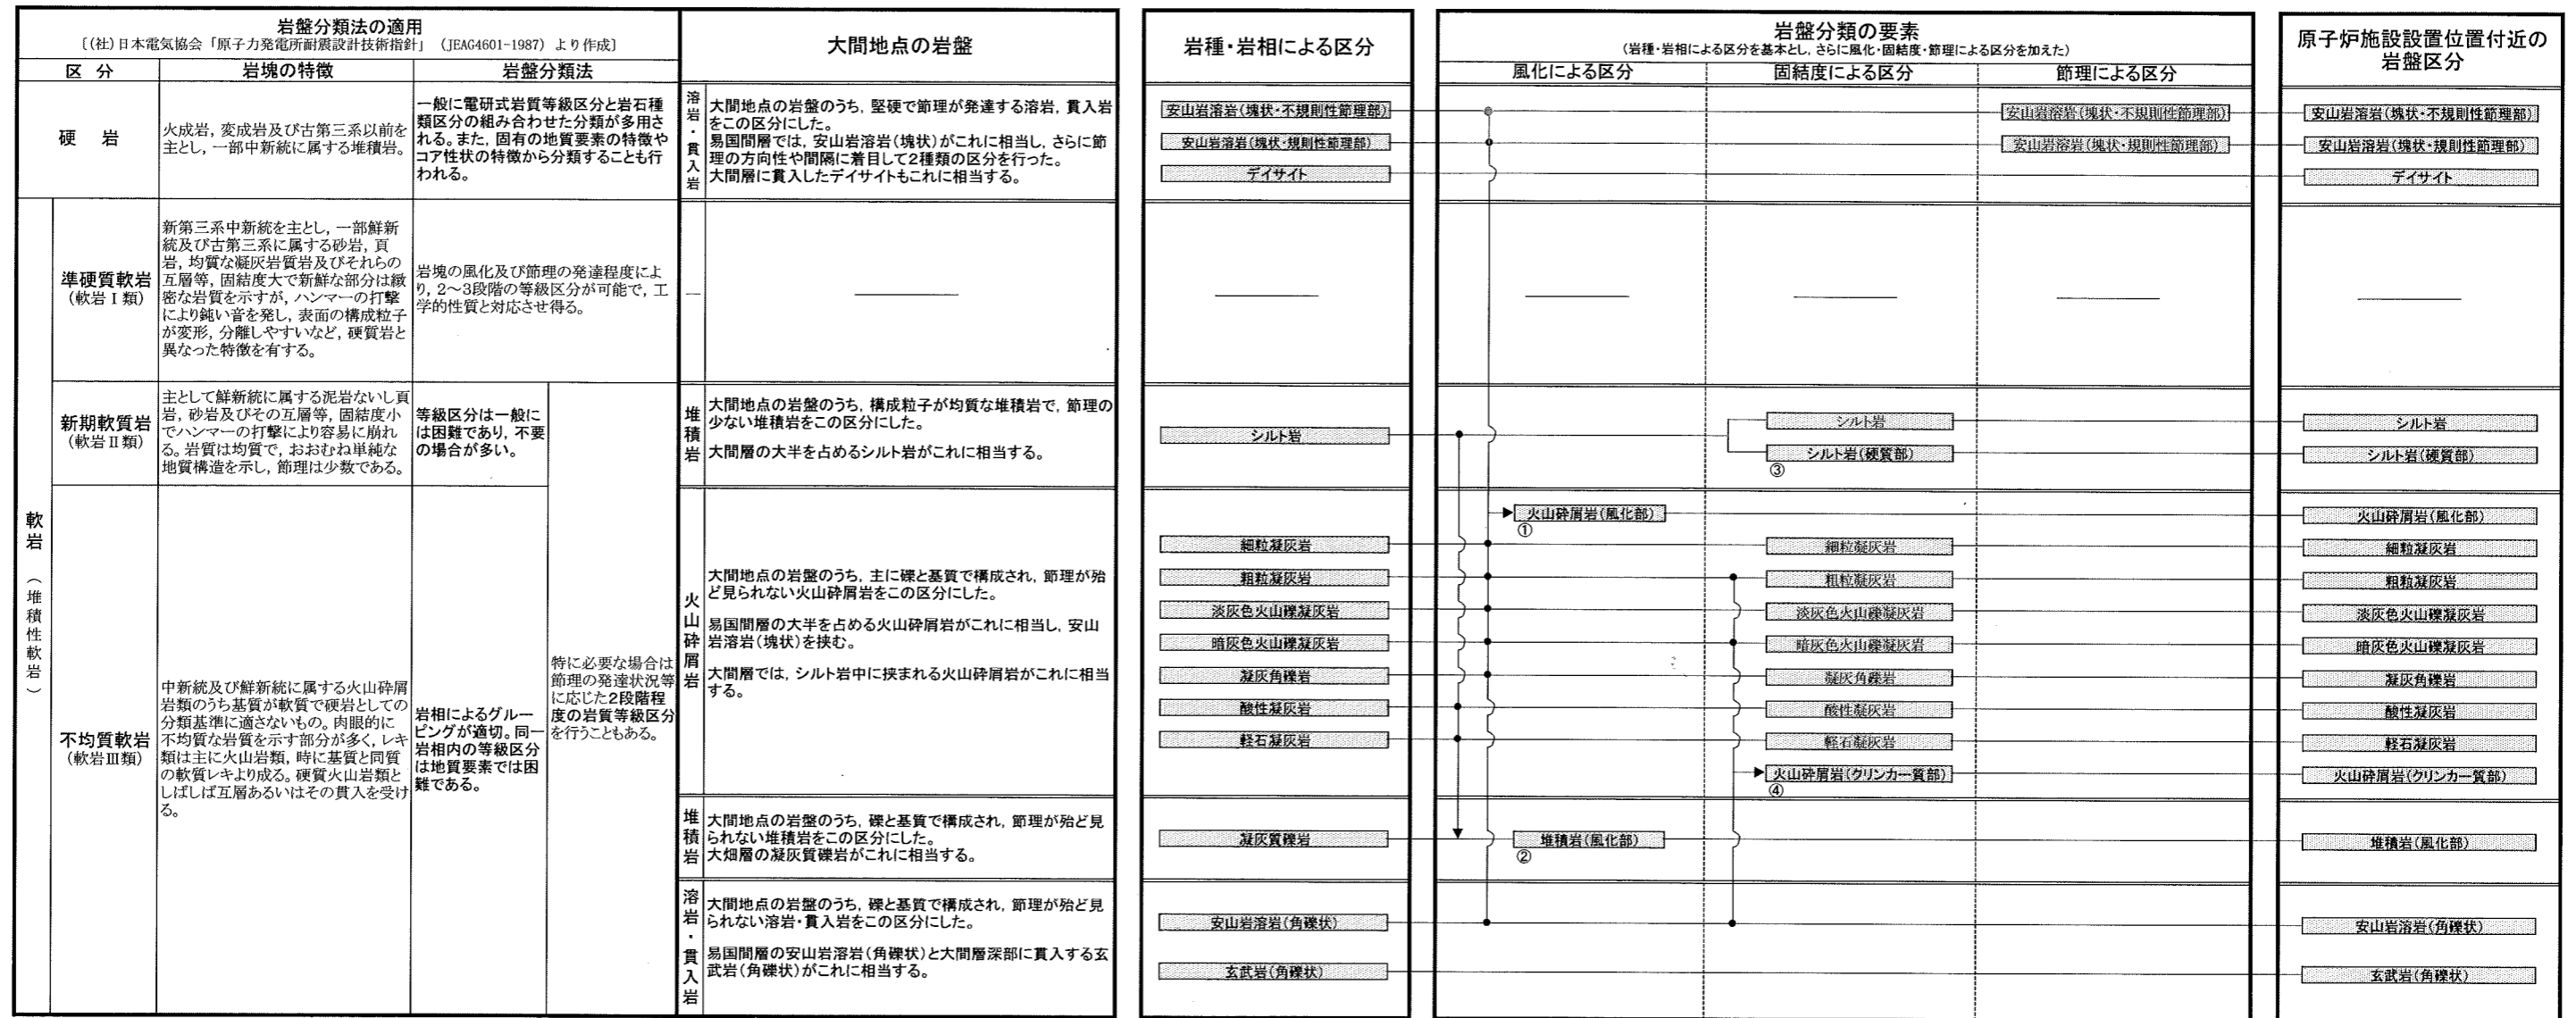 岩盤分類法の適用
〔(社)日本電気協会「原子力発電所耐震設計技術指針」(JEAG4601-1987)より作成〕
区 分
岩塊の特徴
岩盤分類法
大間地点の岩盤
硬 岩
火成岩, 変成岩及び古第三系以前を
主とし, 一部中新統に属する堆積岩。
一般に電研式岩質等級区分と岩石種
類区分の組み合わせた分類が多用さ
れる。また, 固有の地質要素の特徴や
コア性状の特徴から分類することも行
われる。
溶岩・貫入岩
大間地点の岩盤のうち, 堅硬で節理が発達する溶岩, 貫入岩
をこの区分にした。
易国間層では, 安山岩溶岩(塊状)がこれに相当し, さらに節
理の方向性や間隔に着目して2種類の区分を行った。
大間層に貫入したデイサイトもこれに相当する。
軟岩(堆積性軟岩)
準硬質軟岩
(軟岩Ⅰ類)
新第三系中新統を主とし, 一部鮮新
統及び古第三系に属する砂岩, 頁
岩, 均質な凝灰岩質岩及びそれらの
互層等, 固結度大で新鮮な部分は緻
密な岩質を示すが, ハンマーの打撃
により鈍い音を発し, 表面の構成粒子
が変形, 分離しやすいなど, 硬質岩と
異なった特徴を有する。
岩塊の風化及び節理の発達程度によ
り, 2～3段階の等級区分が可能で, 工
学的性質と対応させ得る。
新期軟質岩
(軟岩Ⅱ類)
主として鮮新統に属する泥岩ないし頁
岩, 砂岩及びその互層等, 固結度小
でハンマーの打撃により容易に崩れ
る。岩質は均質で, おおむね単純な
地質構造を示し, 節理は少数である。
等級区分は一般に
は困難であり, 不要
の場合が多い。
堆積岩
大間地点の岩盤のうち, 構成粒子が均質な堆積岩で, 節理の
少ない堆積岩をこの区分にした。
大間層の大半を占めるシルト岩がこれに相当する。
不均質軟岩
(軟岩Ⅲ類)
中新統及び鮮新統に属する火山砕屑
岩類のうち基質が軟質で硬岩としての
分類基準に適さないもの。肉眼的に
不均質な岩質を示す部分が多く, レキ
類は主に火山岩類, 時に基質と同質
の軟質レキより成る。硬質火山岩類と
しばしば互層あるいはその貫入を受け
る。
岩相によるグルー
ピングが適切。同一
岩相内の等級区分
は地質要素では困
難である。
特に必要な場合は
節理の発達状況等
に応じた2段階程
度の岩質等級区分
を行うこともある。
火山砕屑岩
大間地点の岩盤のうち, 主に礫と基質で構成され, 節理が殆
ど見られない火山砕屑岩をこの区分にした。
易国間層の大半を占める火山砕屑岩がこれに相当し, 安山
岩溶岩(塊状)を挟む。
大間層では, シルト岩中に挟まれる火山砕屑岩がこれに相当
する。
堆積岩
大間地点の岩盤のうち, 礫と基質で構成され, 節理が殆ど見
られない堆積岩をこの区分にした。
大畑層の凝灰質礫岩がこれに相当する。
溶岩・貫入岩
大間地点の岩盤のうち, 礫と基質で構成され, 節理が殆ど見
られない溶岩・貫入岩をこの区分にした。
易国間層の安山岩溶岩(角礫状)と大間層深部に貫入する玄
武岩(角礫状)がこれに相当する。
岩種・岩相による区分
安山岩溶岩(塊状・不規則性節理部)
安山岩溶岩(塊状・規則性節理部)
デイサイト
シルト岩
細粒凝灰岩
粗粒凝灰岩
淡灰色火山礫凝灰岩
暗灰色火山礫凝灰岩
凝灰角礫岩
酸性凝灰岩
軽石凝灰岩
凝灰質礫岩
安山岩溶岩(角礫状)
玄武岩(角礫状)
岩盤分類の要素
(岩種・岩相による区分を基本とし, さらに風化・固結度・節理による区分を加えた)
風化による区分
固結度による区分
節理による区分
安山岩溶岩(塊状・不規則性節理部)
安山岩溶岩(塊状・規則性節理部)
シルト岩
シルト岩(硬質部)
③
火山砕屑岩(風化部)
①
細粒凝灰岩
粗粒凝灰岩
淡灰色火山礫凝灰岩
暗灰色火山礫凝灰岩
凝灰角礫岩
酸性凝灰岩
軽石凝灰岩
火山砕屑岩(クリンカー質部)
④
堆積岩(風化部)
②
原子炉施設設置位置付近の
岩盤区分
安山岩溶岩(塊状・不規則性節理部)
安山岩溶岩(塊状・規則性節理部)
デイサイト
シルト岩
シルト岩(硬質部)
火山砕屑岩(風化部)
細粒凝灰岩
粗粒凝灰岩
淡灰色火山礫凝灰岩
暗灰色火山礫凝灰岩
凝灰角礫岩
酸性凝灰岩
軽石凝灰岩
火山砕屑岩(クリンカー質部)
堆積岩(風化部)
安山岩溶岩(角礫状)
玄武岩(角礫状)